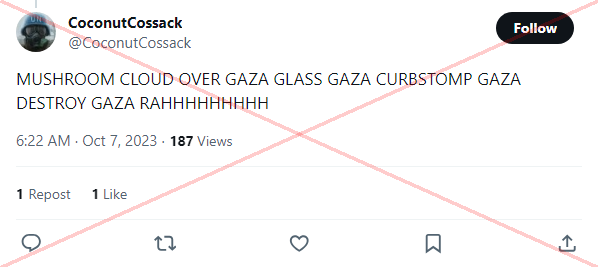 CoconutCossack
@CoconutCossack
Follow
MUSHROOM CLOUD OVER GAZA GLASS GAZA CURBSTOMP GAZA
DESTROY GAZA RAHHHHHHHHH
6:22 AM · Oct 7, 2023 · 187 Views
1 Repost 1 Like